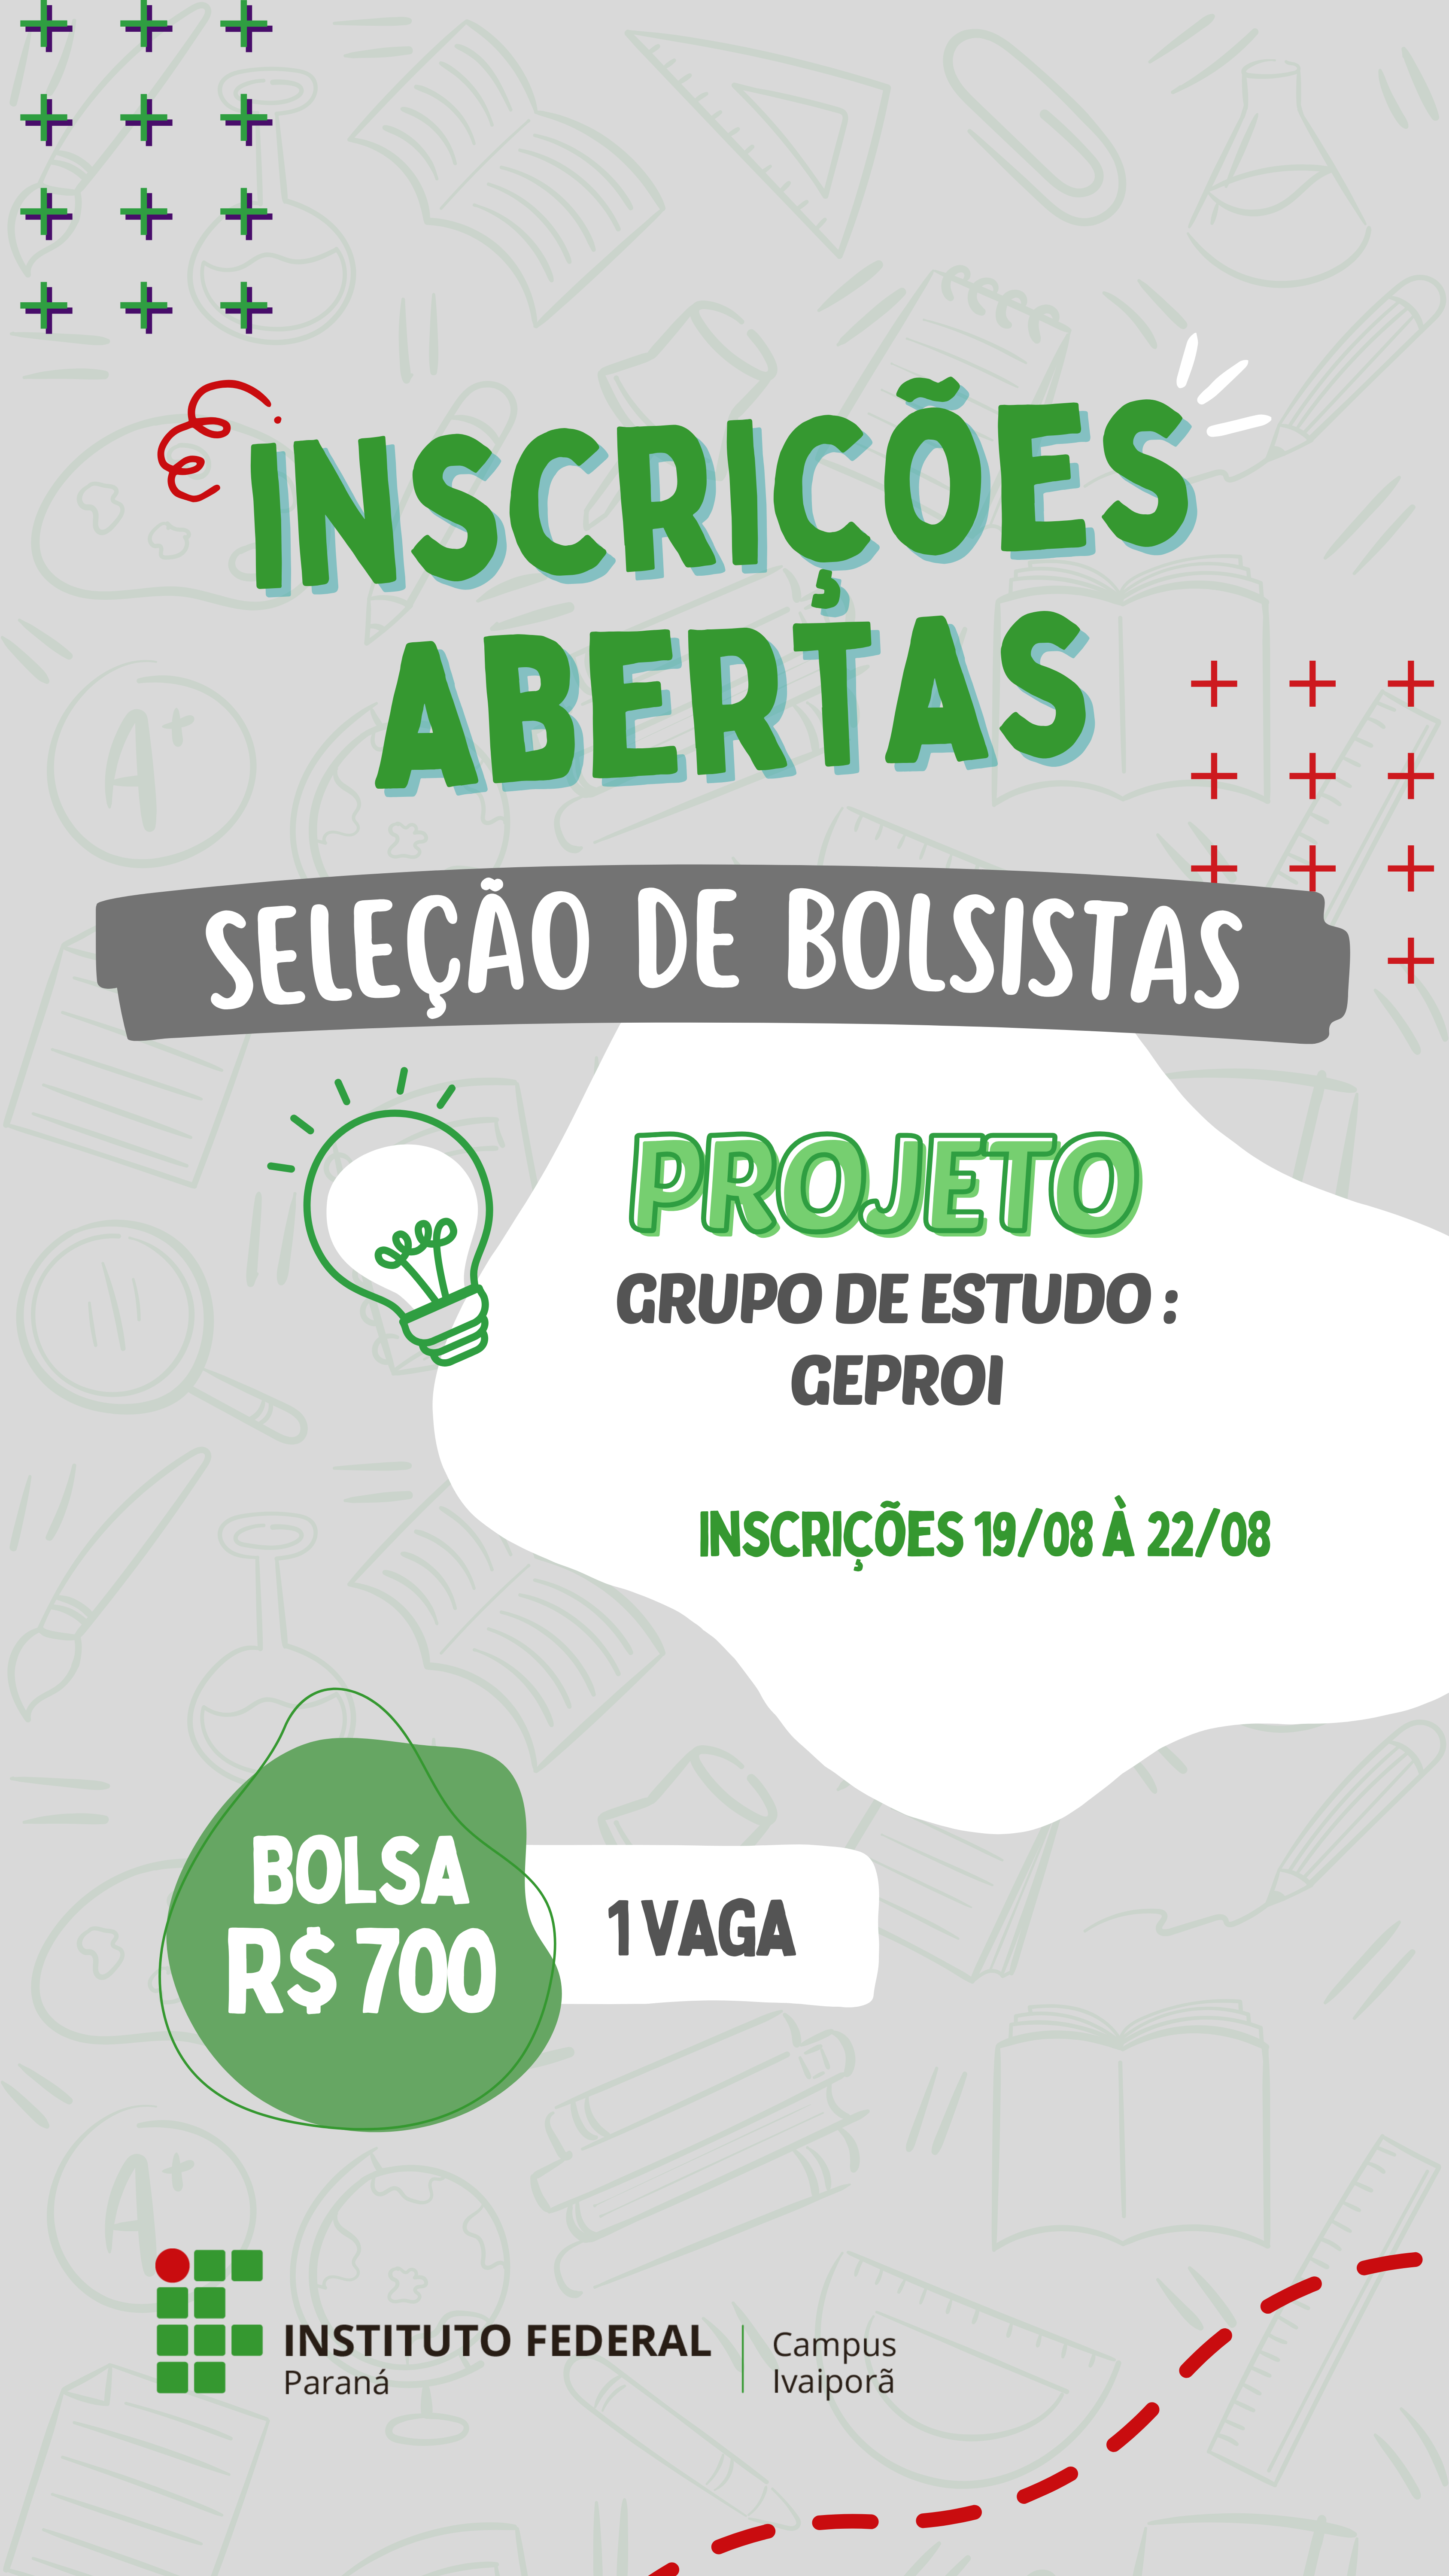 INSCRIÇÕES
ABERTAS
SELEÇÃO DE BOLSISTAS
PROJETO
GRUPO DE ESTUDO :
GEPROI
INSCRIÇÕES 19/08 À 22/08
BOLSA
R$ 700
1 VAGA
INSTITUTO FEDERAL
Paraná
Campus
Ivaiporã
A+
A+